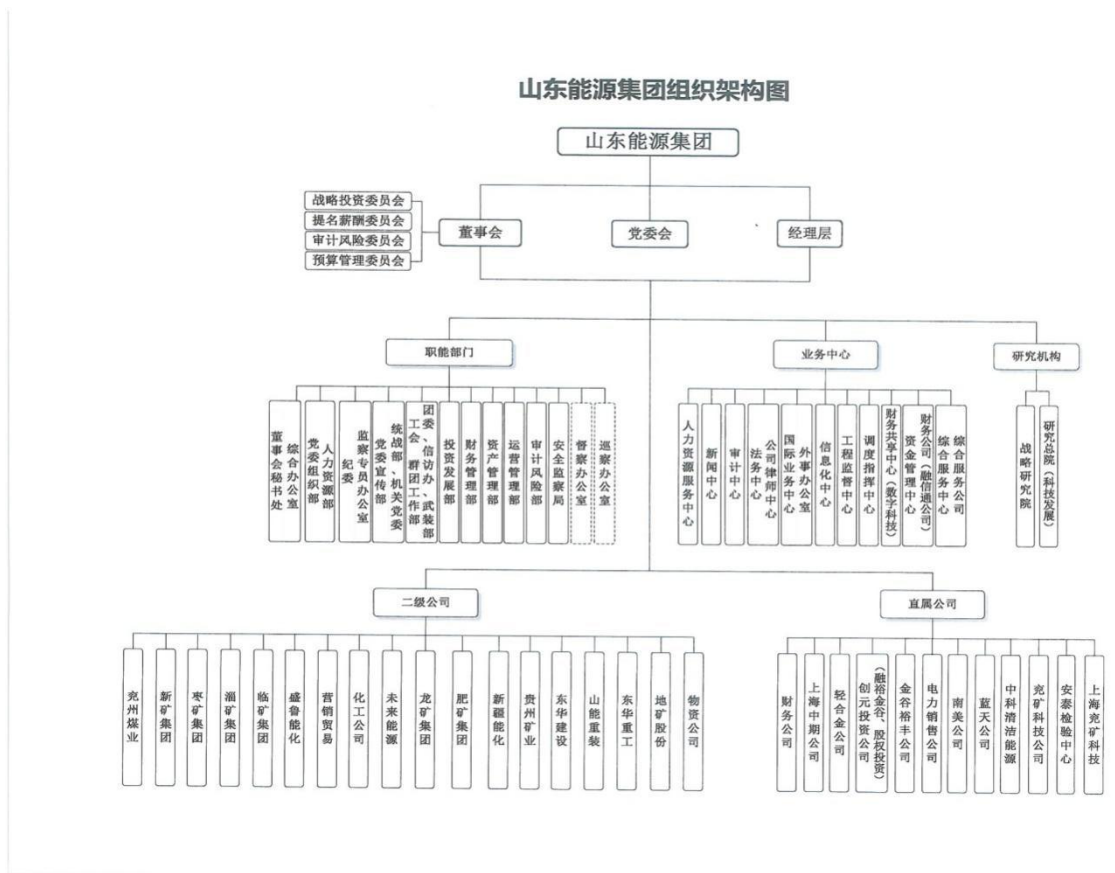 山东能源集团组织架构图
山东能源集团
战略投资委员会
提名薪酬委员会
审计风险委员会
预算管理委员会
董事会
党委会
经理层
职能部门
业务中心
研究机构
董事会秘书处
综合办公室
党委组织部
人力资源部
纪委
监察专员办公室
党委宣传部
统战部、机关党委
工会、群团工作部
团委、信访办、武装部
投资发展部
财务管理部
资产管理部
运营管理部
审计风险部
安全监察局
督察办公室
巡察办公室
人力资源服务中心
新闻中心
审计中心
法务中心
公司律师中心
国际业务中心
外事办公室
信息化中心
工程监督中心
调度指挥中心
财务共享中心(数字科技)
资金管理中心
财务公司(融信通公司)
综合服务中心
综合服务公司
战略研究院
研究总院(科技发展)
二级公司
直属公司
兖州煤业
新矿集团
枣矿集团
淄矿集团
临矿集团
盛鲁能化
营销贸易
化工公司
未来能源
龙矿集团
肥矿集团
新疆能化
贵州矿业
东华建设
山能重装
东华重工
地矿股份
物资公司
财务公司
上海中期公司
轻合金公司
创元投资公司
(融裕金谷、股权投资)
金谷裕丰公司
电力销售公司
南美公司
蓝天公司
中科清洁能源
兖矿科技公司
安泰检验中心
上海兖矿科技